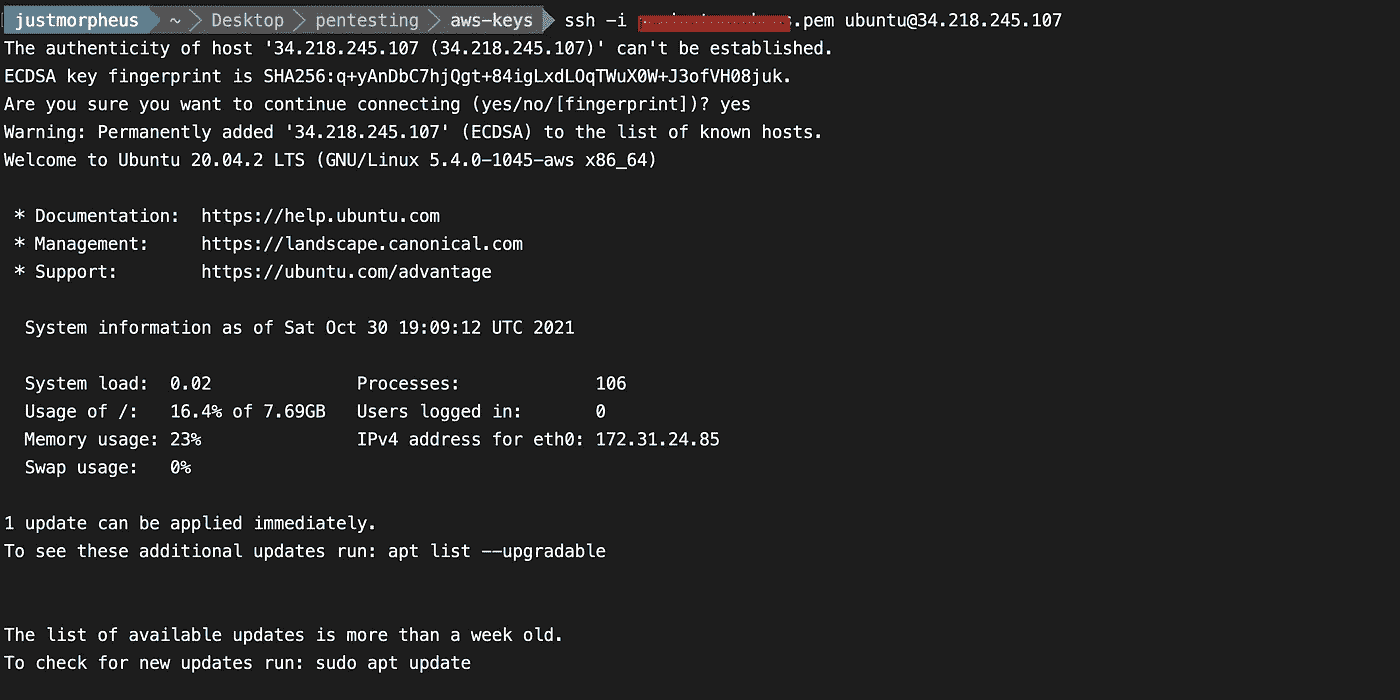 justmorpheus ~ Desktop pentesting aws-keys ssh -i .pem ubuntu@34.218.245.107
The authenticity of host '34.218.245.107 (34.218.245.107)' can't be established.
ECDSA key fingerprint is SHA256:q+yAnDbC7hjQgt+84igLxdLOqTWuX0W+J3ofVH08juk.
Are you sure you want to continue connecting (yes/no/[fingerprint])? yes
Warning: Permanently added '34.218.245.107' (ECDSA) to the list of known hosts.
Welcome to Ubuntu 20.04.2 LTS (GNU/Linux 5.4.0-1045-aws x86_64)
* Documentation: https://help.ubuntu.com
* Management: https://landscape.canonical.com
* Support: https://ubuntu.com/advantage
System information as of Sat Oct 30 19:09:12 UTC 2021
System load: 0.02 Processes: 106
Usage of /: 16.4% of 7.69GB Users logged in: 0
Memory usage: 23% IPv4 address for eth0: 172.31.24.85
Swap usage: 0%
1 update can be applied immediately.
To see these additional updates run: apt list --upgradable
The list of available updates is more than a week old.
To check for new updates run: sudo apt update